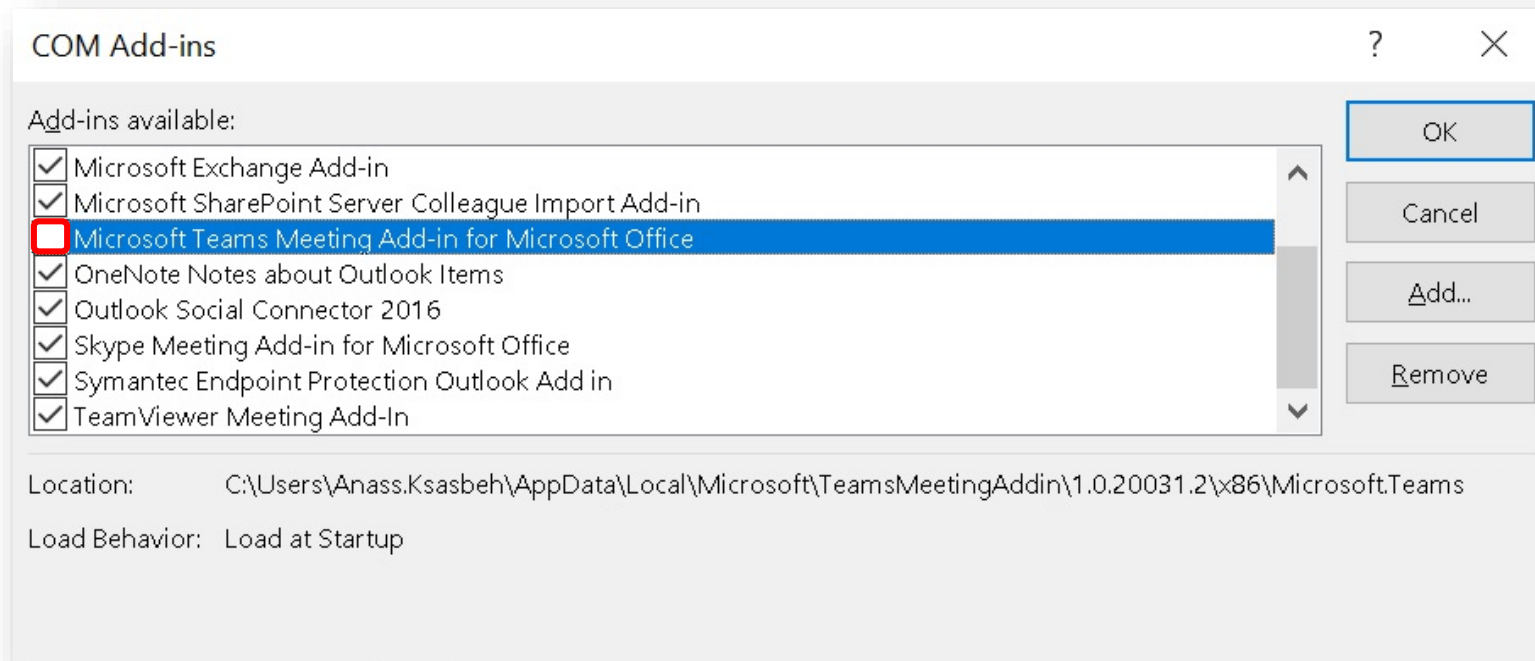 COM Add-ins
?
Add-ins available:
Microsoft Exchange Add-in
Microsoft SharePoint Server Colleague Import Add-in
Microsoft Teams Meeting Add-in for Microsoft Office
OneNote Notes about Outlook Items
Outlook Social Connector 2016
Skype Meeting Add-in for Microsoft Office
Symantec Endpoint Protection Outlook Add in
TeamViewer Meeting Add-In
OK
Cancel
Add...
Remove
Location: C:\Users\Anass.Ksasbeh\AppData\Local\Microsoft\TeamsMeetingAddin\1.0.20031.2\x86\Microsoft.Teams
Load Behavior: Load at Startup